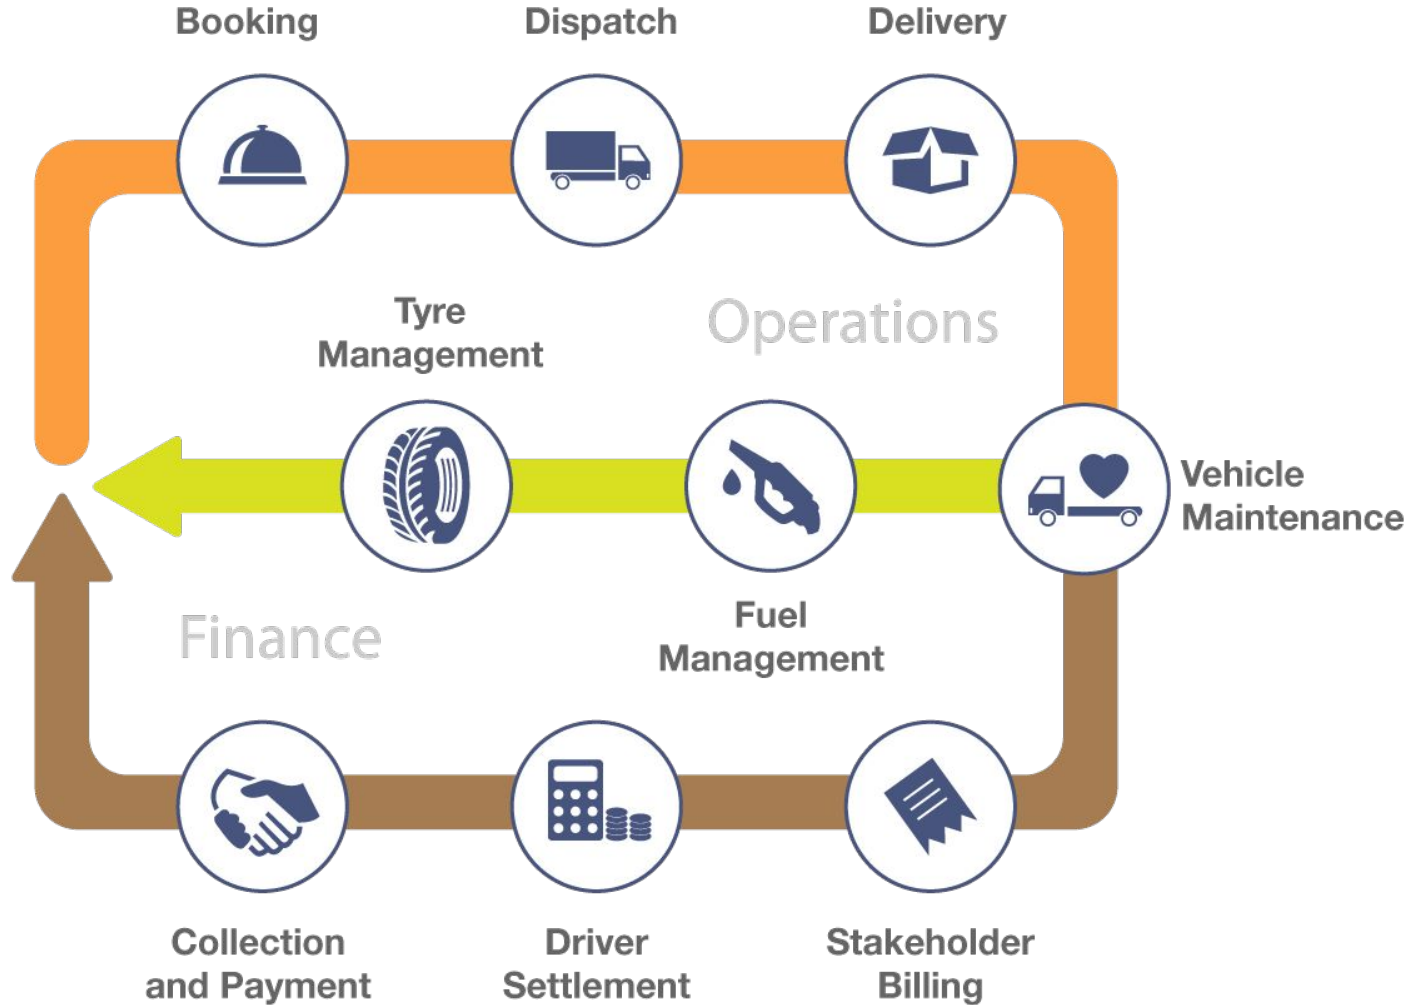 Booking
Dispatch
Delivery
Tyre
Management
Operations
Vehicle
Maintenance
Fuel
Management
Finance
Collection
and Payment
Driver
Settlement
Stakeholder
Billing